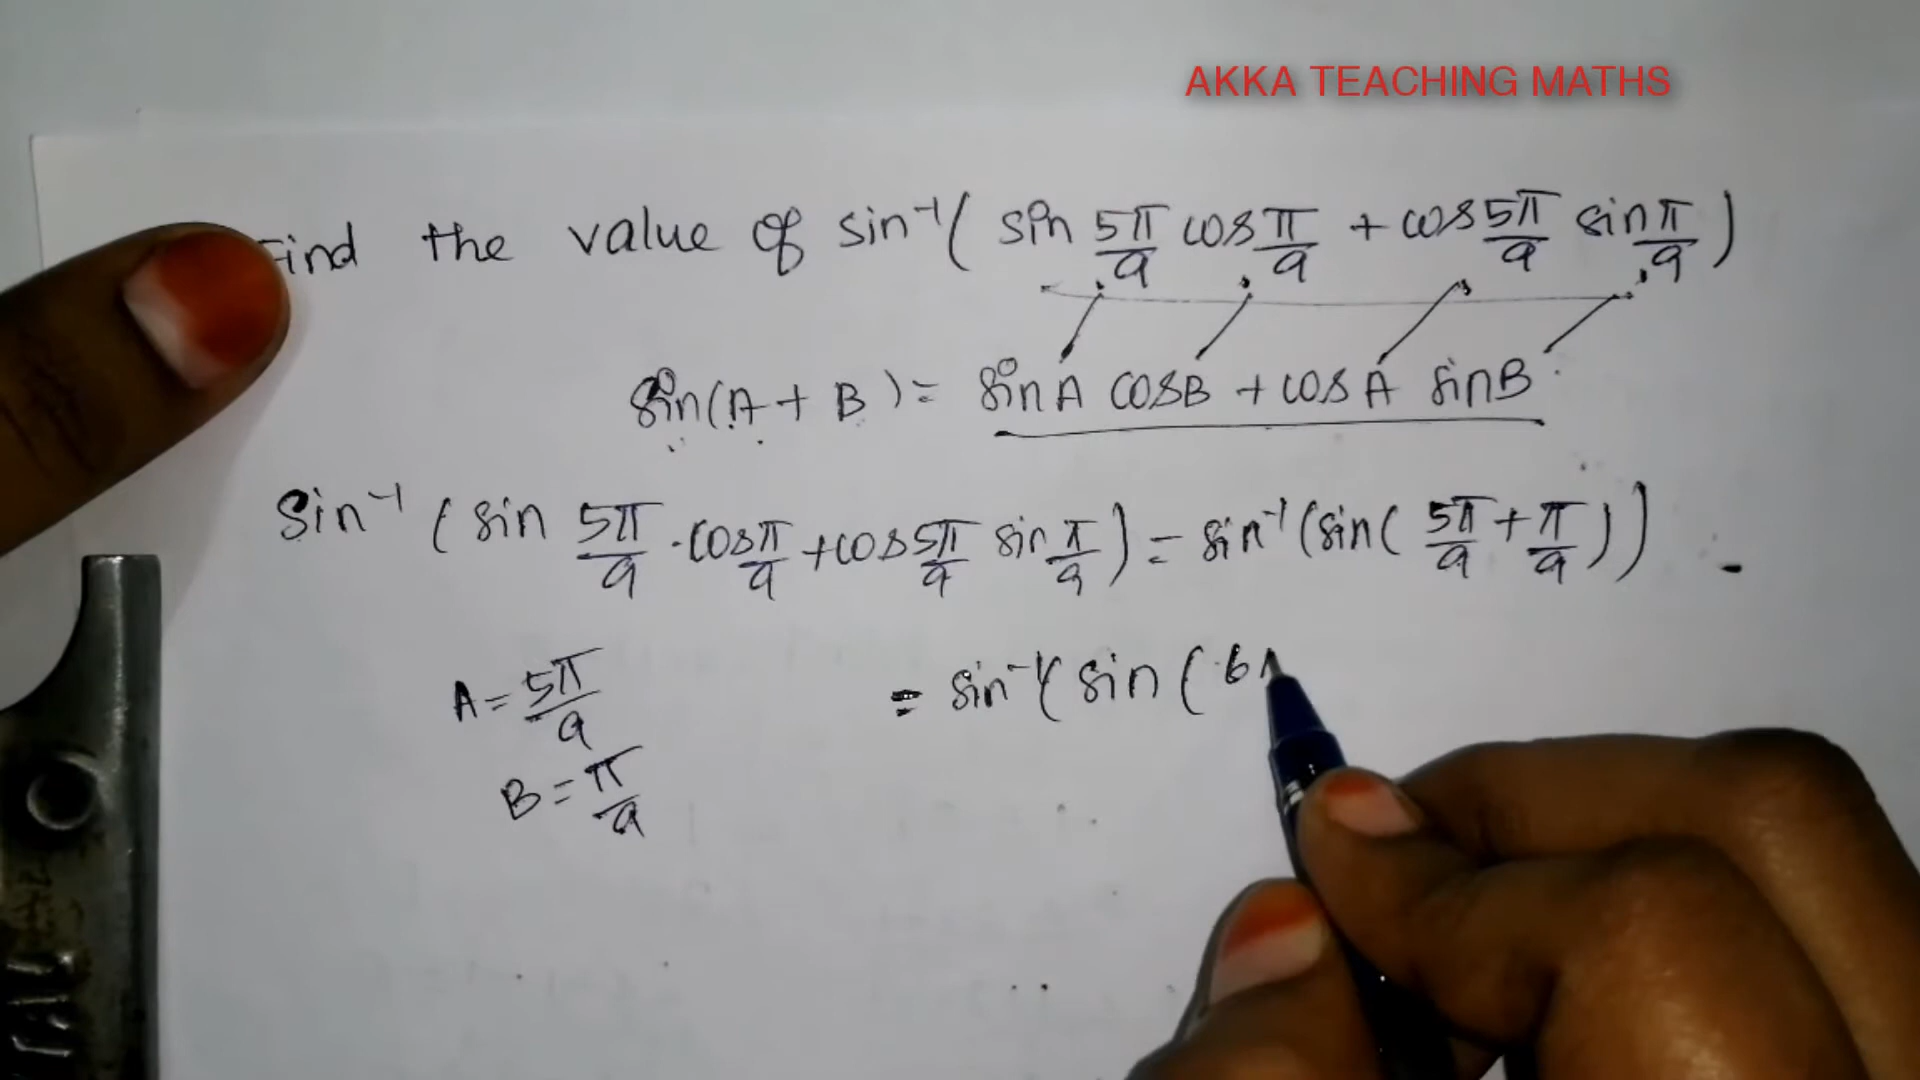 AKKA TEACHING MATHS
Find the value of sin⁻¹( sin 5π/9 cos π/9 + cos 5π/9 sin π/9 )
sin(A + B) = sin A cos B + cos A sin B
sin⁻¹ ( sin 5π/9 · cos π/9 + cos 5π/9 sin π/9 ) = sin⁻¹ (sin( 5π/9 + π/9 ))
A = 5π/9
= sin⁻¹( sin ( 6
B = π/9